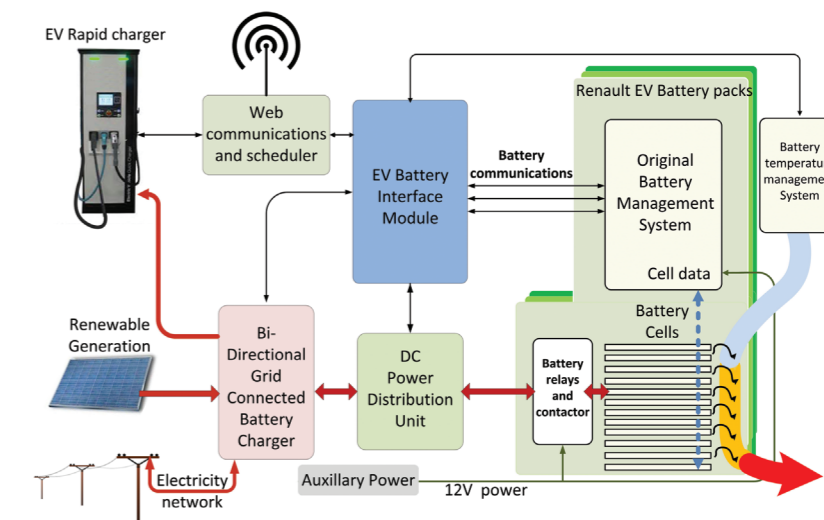 EV Rapid charger
Web
communications
and scheduler
EV Battery
Interface
Module
Battery
communications
Renault EV Battery packs
Original
Battery
Management
System
Cell data
Battery
temperatu
management
System
Battery
Cells
Renewable
Generation
Bi-
Directional
Grid
Connected
Battery
Charger
DC
Power
Distribution
Unit
Battery
relays
and
contactor
Electricity
network
Auxillary Power
12V power